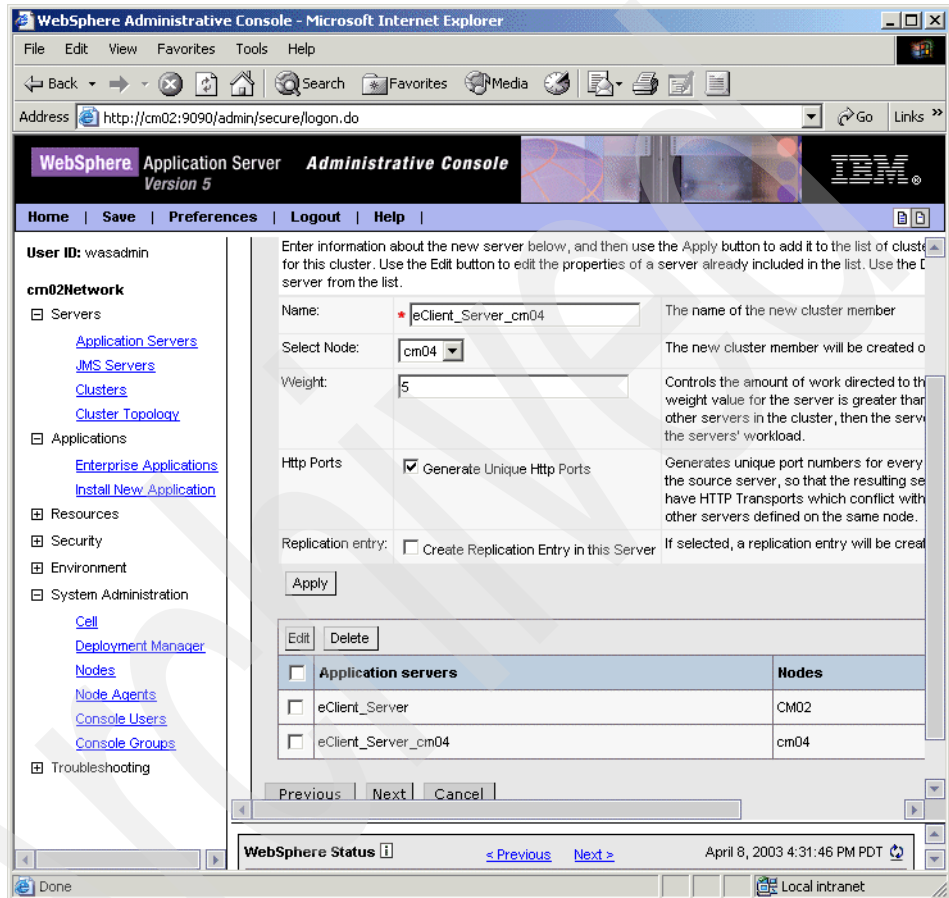 WebSphere Administrative Console - Microsoft Internet Explorer
File Edit View Favorites Tools Help
Back Search Favorites Media
Address http://cm02:9090/admin/secure/logon.do Go Links »
WebSphere Application Server Administrative Console
Version 5
IBM®
Home | Save | Preferences | Logout | Help |
User ID: wasadmin
cm02Network
Servers
Application Servers
JMS Servers
Clusters
Cluster Topology
Applications
Enterprise Applications
Install New Application
Resources
Security
Environment
System Administration
Cell
Deployment Manager
Nodes
Node Agents
Console Users
Console Groups
Troubleshooting
Enter information about the new server below, and then use the Apply button to add it to the list of cluste
for this cluster. Use the Edit button to edit the properties of a server already included in the list. Use the D
server from the list.
Name: * eClient_Server_cm04 The name of the new cluster member
Select Node: cm04 The new cluster member will be created o
Weight: 5 Controls the amount of work directed to th
weight value for the server is greater than
other servers in the cluster, then the serve
the servers' workload.
Http Ports Generate Unique Http Ports Generates unique port numbers for every
the source server, so that the resulting se
have HTTP Transports which conflict with
other servers defined on the same node.
Replication entry: Create Replication Entry in this Server If selected, a replication entry will be creat
Apply
Edit Delete
Application servers Nodes
eClient_Server CM02
eClient_Server_cm04 cm04
Previous Next Cancel
WebSphere Status i < Previous Next > April 8, 2003 4:31:46 PM PDT
Done Local intranet
Archived